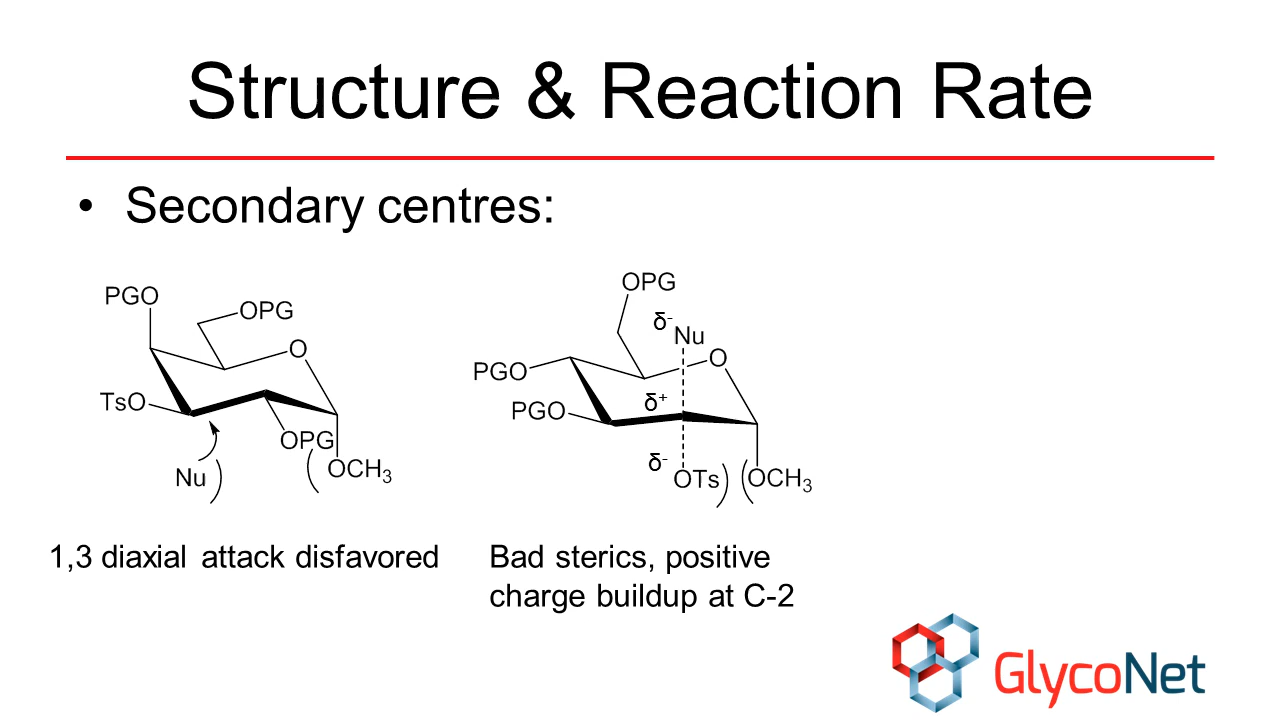 Structure & Reaction Rate
• Secondary centres:
PGO
OPG
O
TsO
OPG
Nu
OCH3
OPG
δ-
Nu
O
PGO
δ+
PGO
δ-
OTs
OCH3
1,3 diaxial attack disfavored
Bad sterics, positive
charge buildup at C-2
GlycoNet